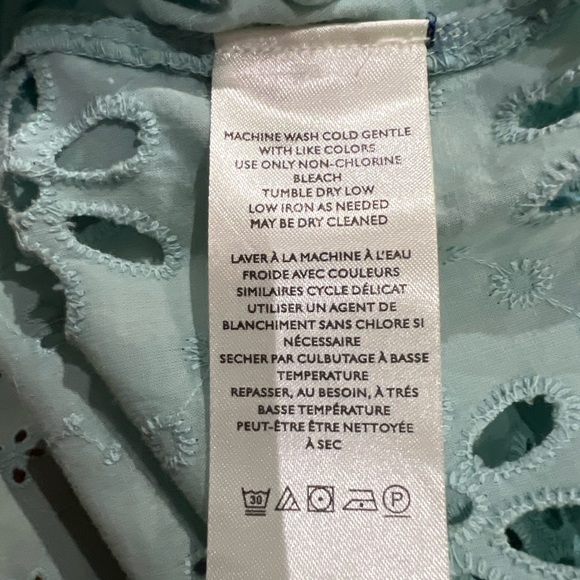 MACHINE WASH COLD GENTLE
WITH LIKE COLORS
USE ONLY NON-CHLORINE
BLEACH
TUMBLE DRY LOW
LOW IRON AS NEEDED
MAY BE DRY CLEANED
LAVER À LA MACHINE À L'EAU
FROIDE AVEC COULEURS
SIMILAIRES CYCLE DÉLICAT
UTILISER UN AGENT DE
BLANCHIMENT SANS CHLORE SI
NÉCESSAIRE
SECHER PAR CULBUTAGE À BASSE
TEMPERATURE
REPASSER, AU BESOIN, À TRÉS
BASSE TEMPÉRATURE
PEUT-ÊTRE ÊTRE NETTOYÉE
À SEC
30 P